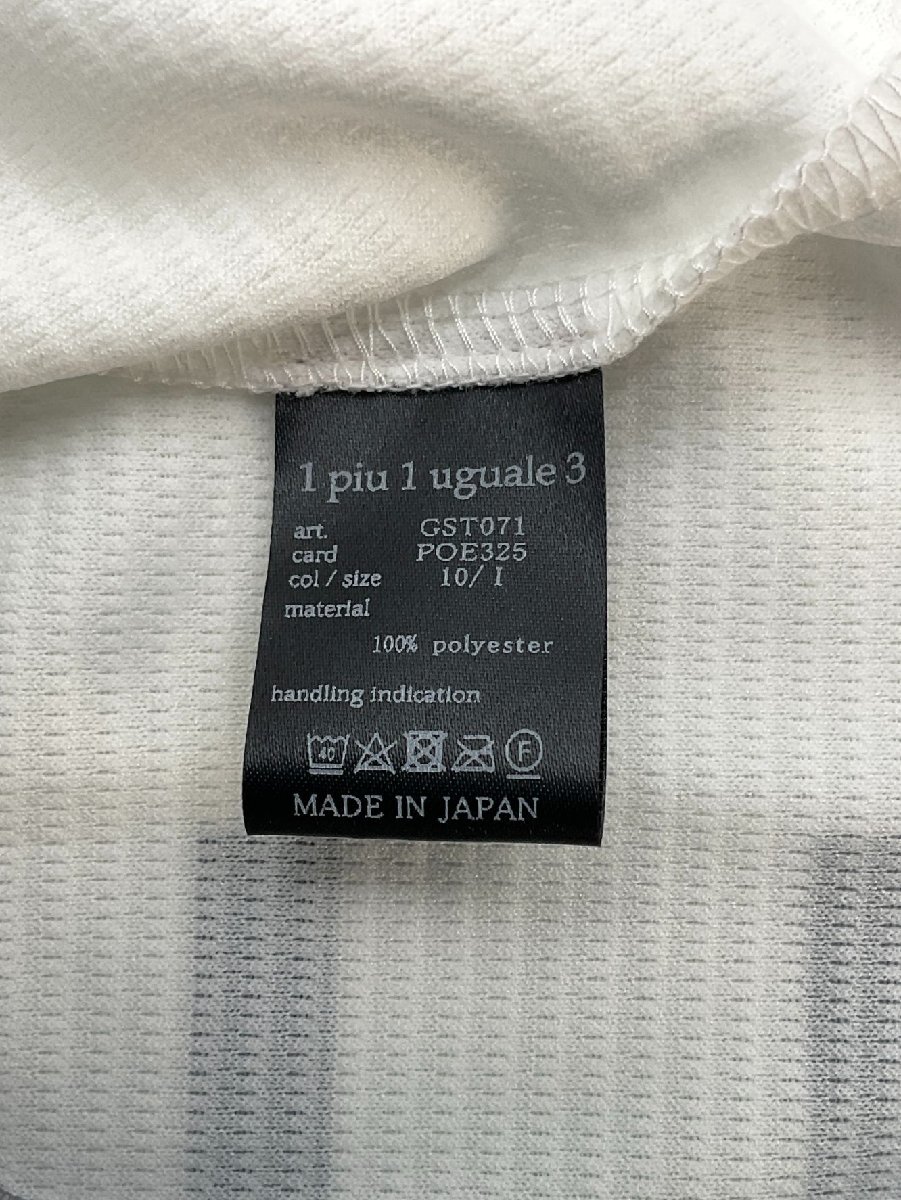 1 piu 1 uguale 3
art. GST071
card POE325
col / size 10/ I
material
100% polyester
handling indication
40 F
MADE IN JAPAN